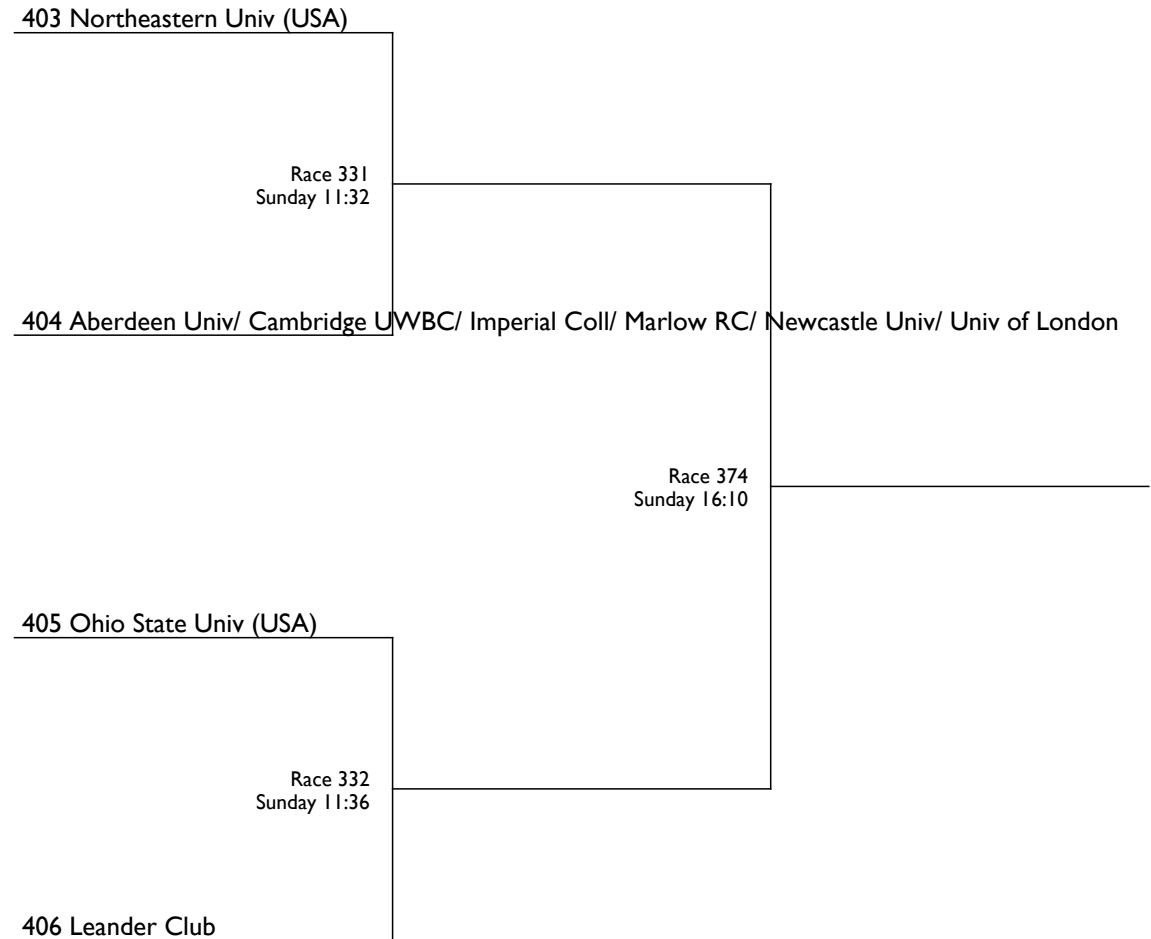 403 Northeastern Univ (USA)
Race 331
Sunday 11:32
404 Aberdeen Univ/ Cambridge UWBC/ Imperial Coll/ Marlow RC/ Newcastle Univ/ Univ of London
Race 374
Sunday 16:10
405 Ohio State Univ (USA)
Race 332
Sunday 11:36
406 Leander Club